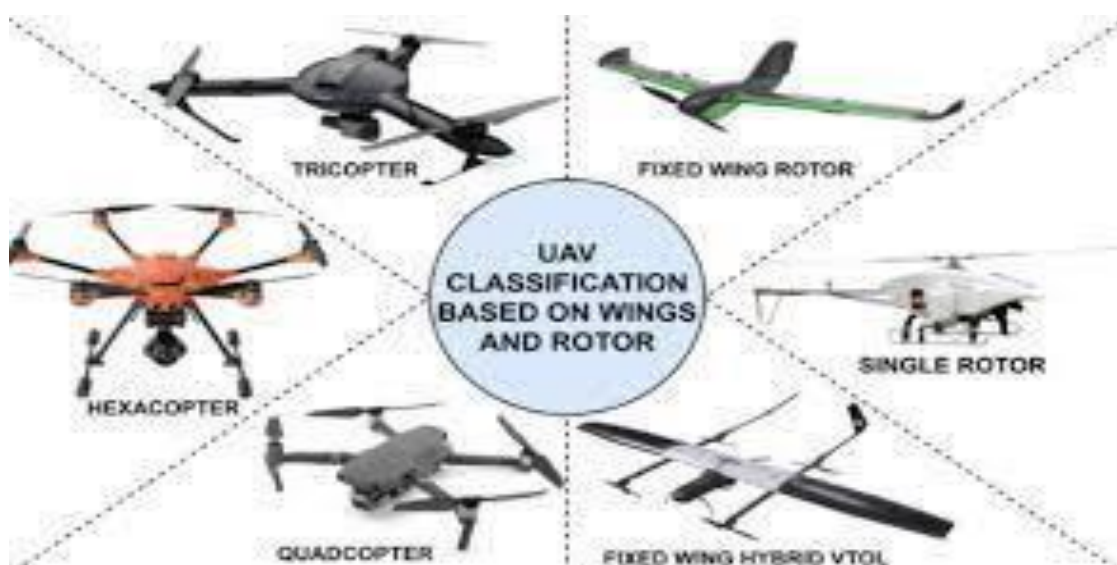 TRICOPTER
FIXED WING ROTOR
UAV
CLASSIFICATION
BASED ON WINGS
AND ROTOR
SINGLE ROTOR
HEXACOPTER
QUADCOPTER
FIXED WING HYBRID VTOL